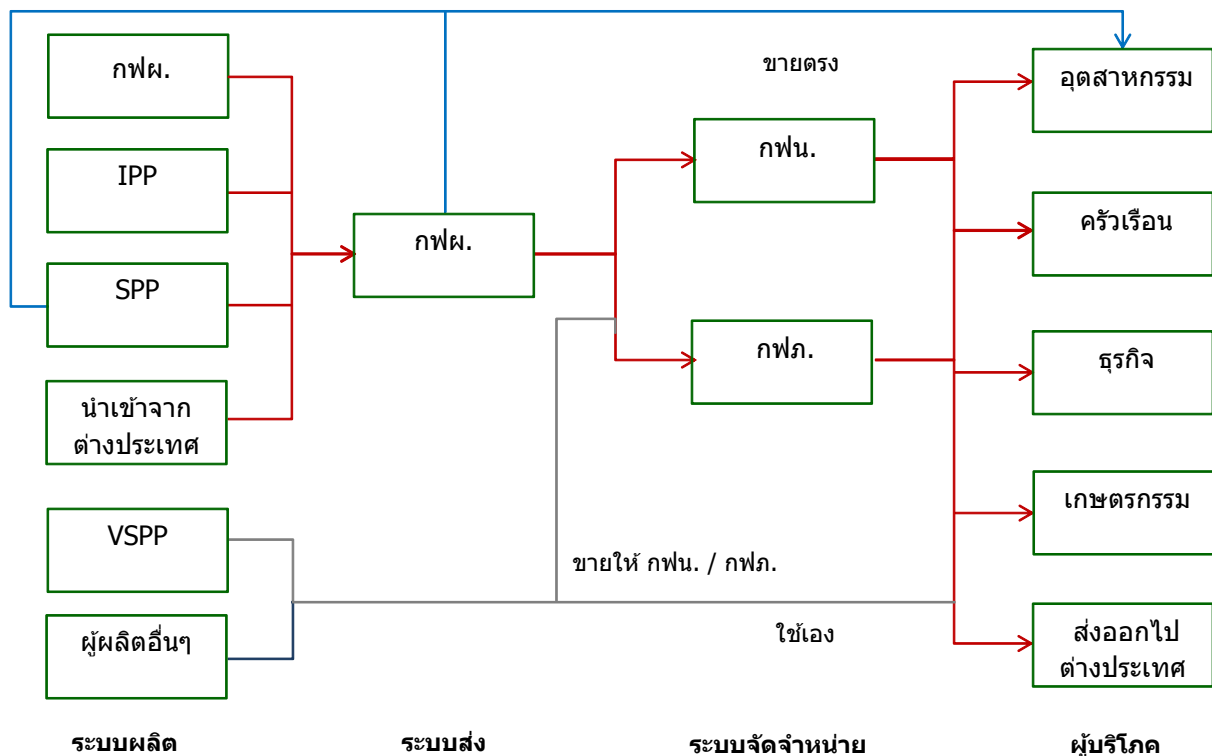 ขายตรง
กฟผ.
อุตสาหกรรม
IPP
กฟน.
กฟผ.
ครัวเรือน
SPP
กฟภ.
ธุรกิจ
นำเข้าจาก
ต่างประเทศ
เกษตรกรรม
VSPP
ขายให้ กฟน. / กฟภ.
ผู้ผลิตอื่นๆ
ใช้เอง
ส่งออกไป
ต่างประเทศ
ระบบผลิต
ระบบส่ง
ระบบจัดจำหน่าย
ผู้บริโภค